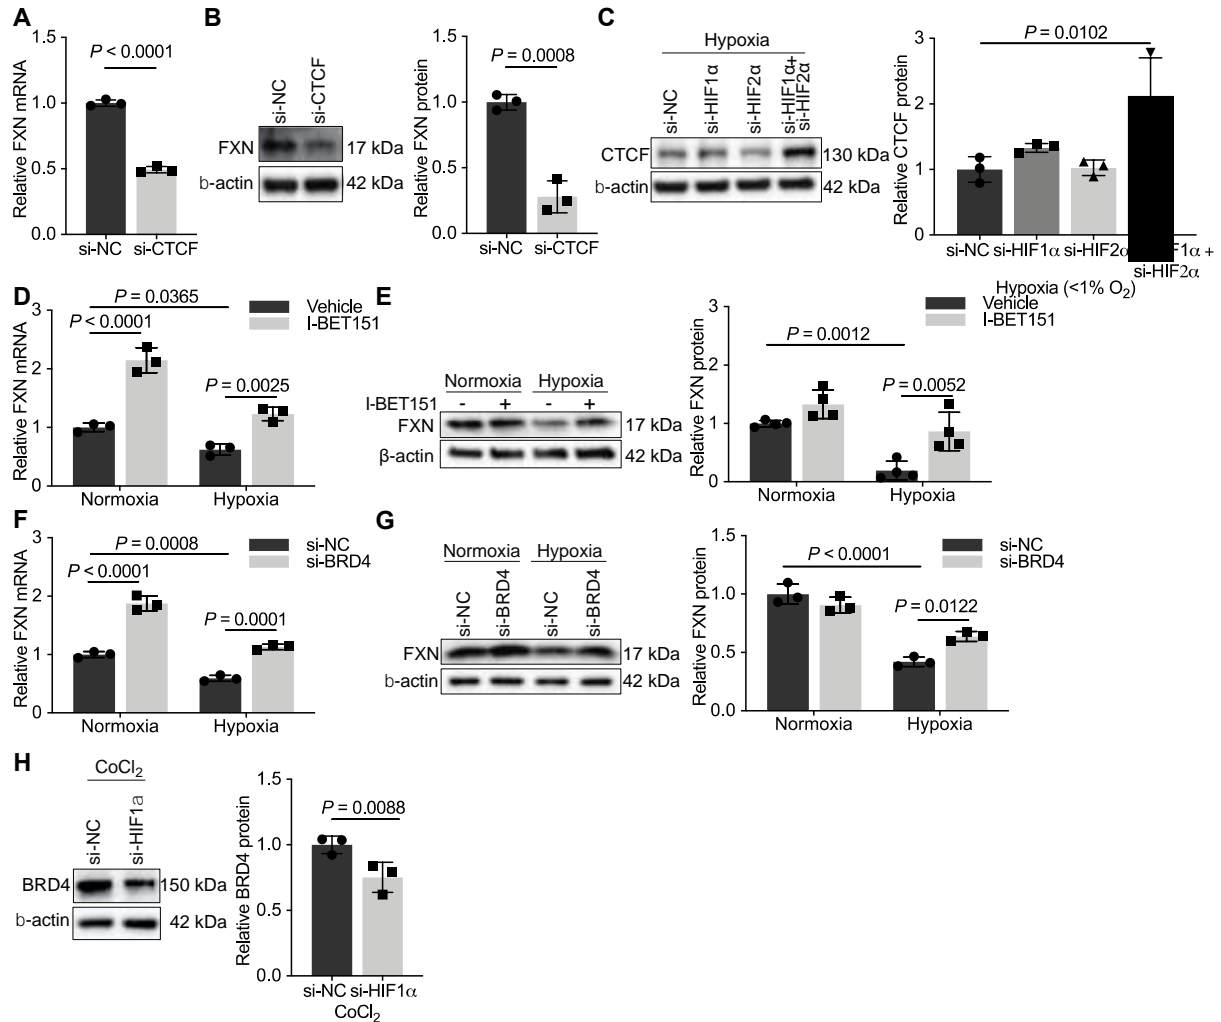 A
Relative FXN mRNA
1.5
1.0
0.5
0.0
P < 0.0001
si-NC si-CTCF
B
si-NC
si-CTCF
FXN 17 kDa
b-actin 42 kDa
Relative FXN protein
1.5
1.0
0.5
0.0
P = 0.0008
si-NC si-CTCF
C
Hypoxia
si-NC
si-HIF1α
si-HIF2α
si-HIF1α+
si-HIF2α
CTCF 130 kDa
b-actin 42 kDa
Relative CTCF protein
3
2
1
0
P = 0.0102
si-NC si-HIF1α si-HIF2α IF1α +
si-HIF2α
Hypoxia (<1% O2)
D
Relative FXN mRNA
3
2
1
0
P = 0.0365
P < 0.0001
P = 0.0025
Vehicle
I-BET151
Normoxia Hypoxia
E
Normoxia Hypoxia
I-BET151 - + - +
FXN 17 kDa
β-actin 42 kDa
Relative FXN protein
3
2
1
0
P = 0.0012
P = 0.0052
Vehicle
I-BET151
Normoxia Hypoxia
F
Relative FXN mRNA
3
2
1
0
P = 0.0008
P < 0.0001
P = 0.0001
si-NC
si-BRD4
Normoxia Hypoxia
G
Normoxia Hypoxia
si-NC
si-BRD4
si-NC
si-BRD4
FXN 17 kDa
b-actin 42 kDa
Relative FXN protein
1.5
1.0
0.5
0.0
P < 0.0001
P = 0.0122
si-NC
si-BRD4
Normoxia Hypoxia
H
CoCl2
si-NC
si-HIF1a
BRD4 150 kDa
b-actin 42 kDa
Relative BRD4 protein
1.5
1.0
0.5
0.0
P = 0.0088
si-NC si-HIF1α
CoCl2